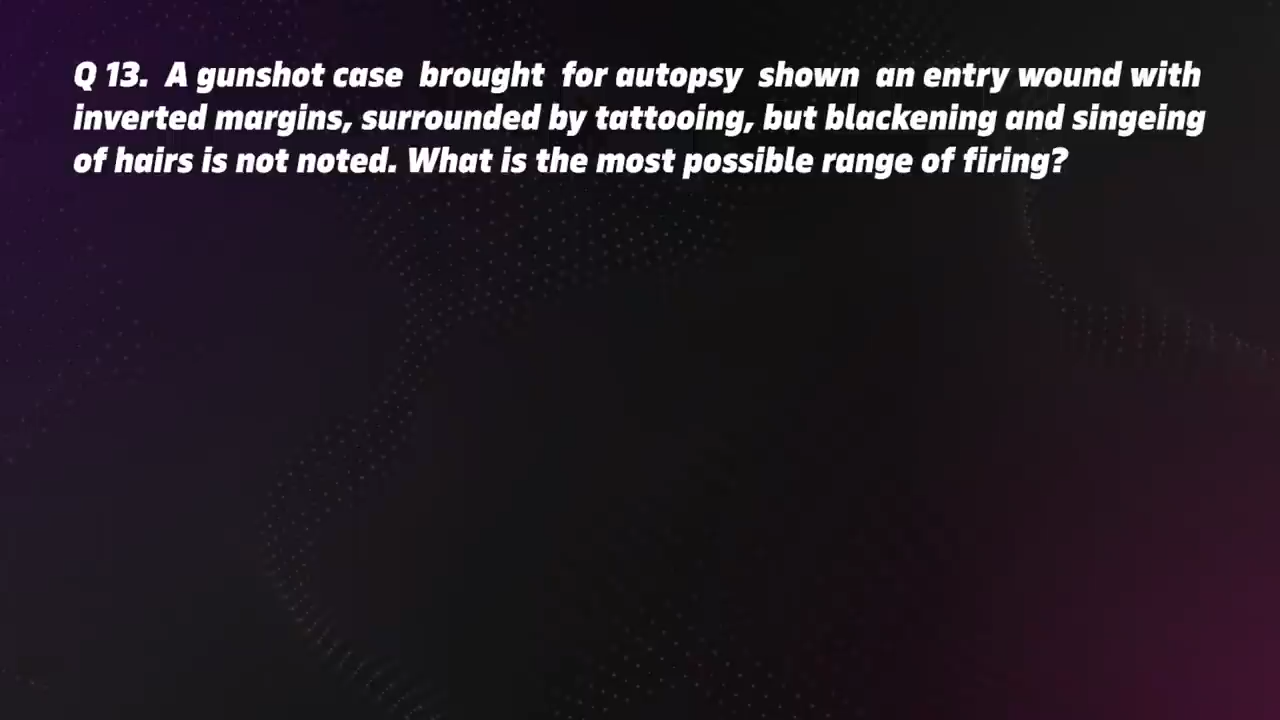 Q 13. A gunshot case brought for autopsy shown an entry wound with
inverted margins, surrounded by tattooing, but blackening and singeing
of hairs is not noted. What is the most possible range of firing?